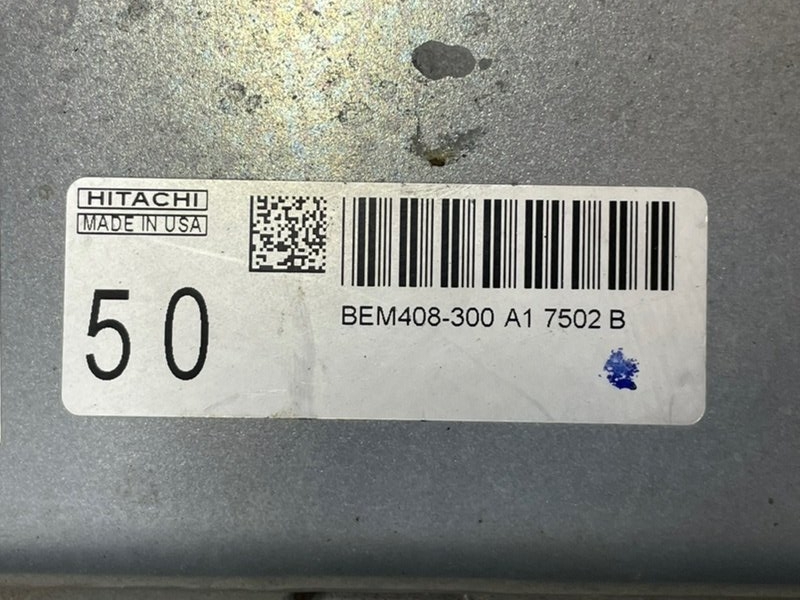 HITACHI
MADE IN USA
50
BEM408-300 A1 7502 B